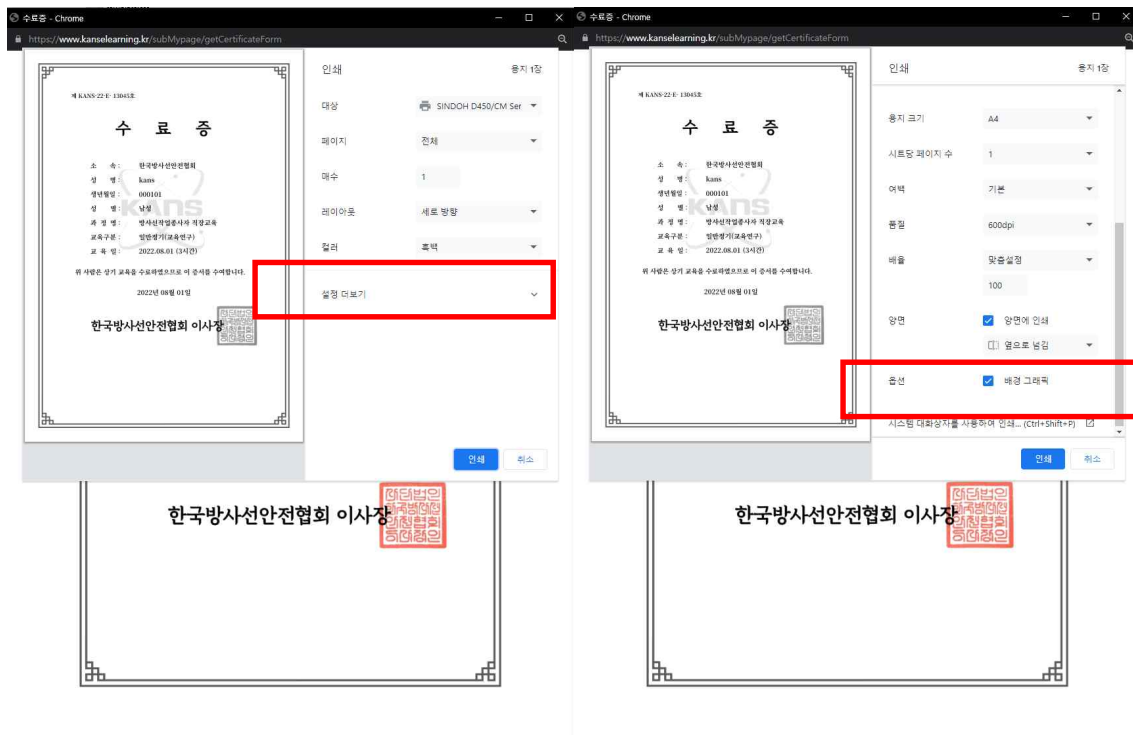 수료증 - Chrome
https://www.kanselearning.kr/subMypage/getCertificateForm
제 KANS-22-E- 13045호
수 료 증
소 속 : 한국방사선안전협회
성 명 : kans
생년월일 : 000101
성 별 : 남성
과 정 명 : 방사선작업종사자 직장교육
교육구분 : 일반정기(교육연구)
교 육 일 : 2022.08.01 (3시간)
위 사람은 상기 교육을 수료하였으므로 이 증서를 수여합니다.
2022년 08월 01일
한국방사선안전협회 이사장
KANS
인쇄 용지 1장
대상 SINDOH D450/CM Ser
페이지 전체
매수 1
레이아웃 세로 방향
컬러 흑백
설정 더보기
인쇄 취소
한국방사선안전협회 이사장
수료증 - Chrome
https://www.kanselearning.kr/subMypage/getCertificateForm
제 KANS-22-E- 13045호
수 료 증
소 속 : 한국방사선안전협회
성 명 : kans
생년월일 : 000101
성 별 : 남성
과 정 명 : 방사선작업종사자 직장교육
교육구분 : 일반정기(교육연구)
교 육 일 : 2022.08.01 (3시간)
위 사람은 상기 교육을 수료하였으므로 이 증서를 수여합니다.
2022년 08월 01일
한국방사선안전협회 이사장
KANS
인쇄 용지 1장
용지 크기 A4
시트당 페이지 수 1
여백 기본
품질 600dpi
배율 맞춤설정
100
양면 양면에 인쇄
옆으로 넘김
옵션 배경 그래픽
시스템 대화상자를 사용하여 인쇄... (Ctrl+Shift+P)
인쇄 취소
한국방사선안전협회 이사장